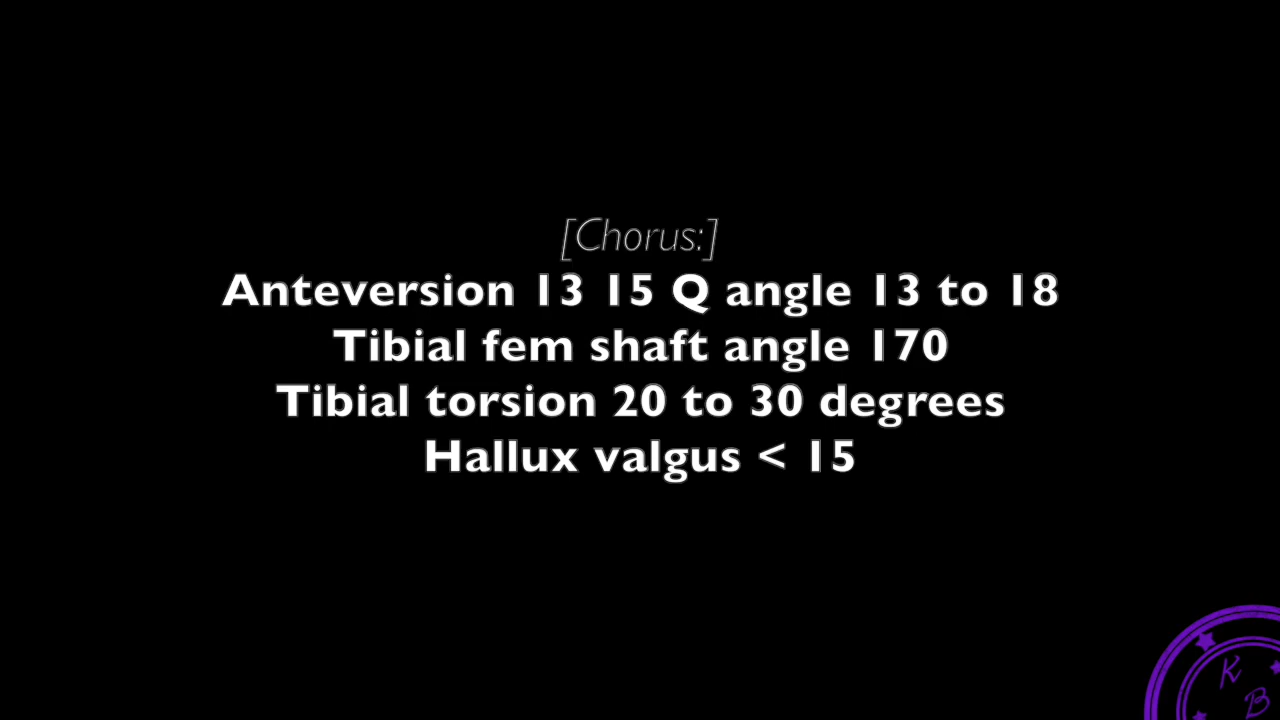 [Chorus:]
Anteversion 13 15 Q angle 13 to 18
Tibial fem shaft angle 170
Tibial torsion 20 to 30 degrees
Hallux valgus < 15
K
B